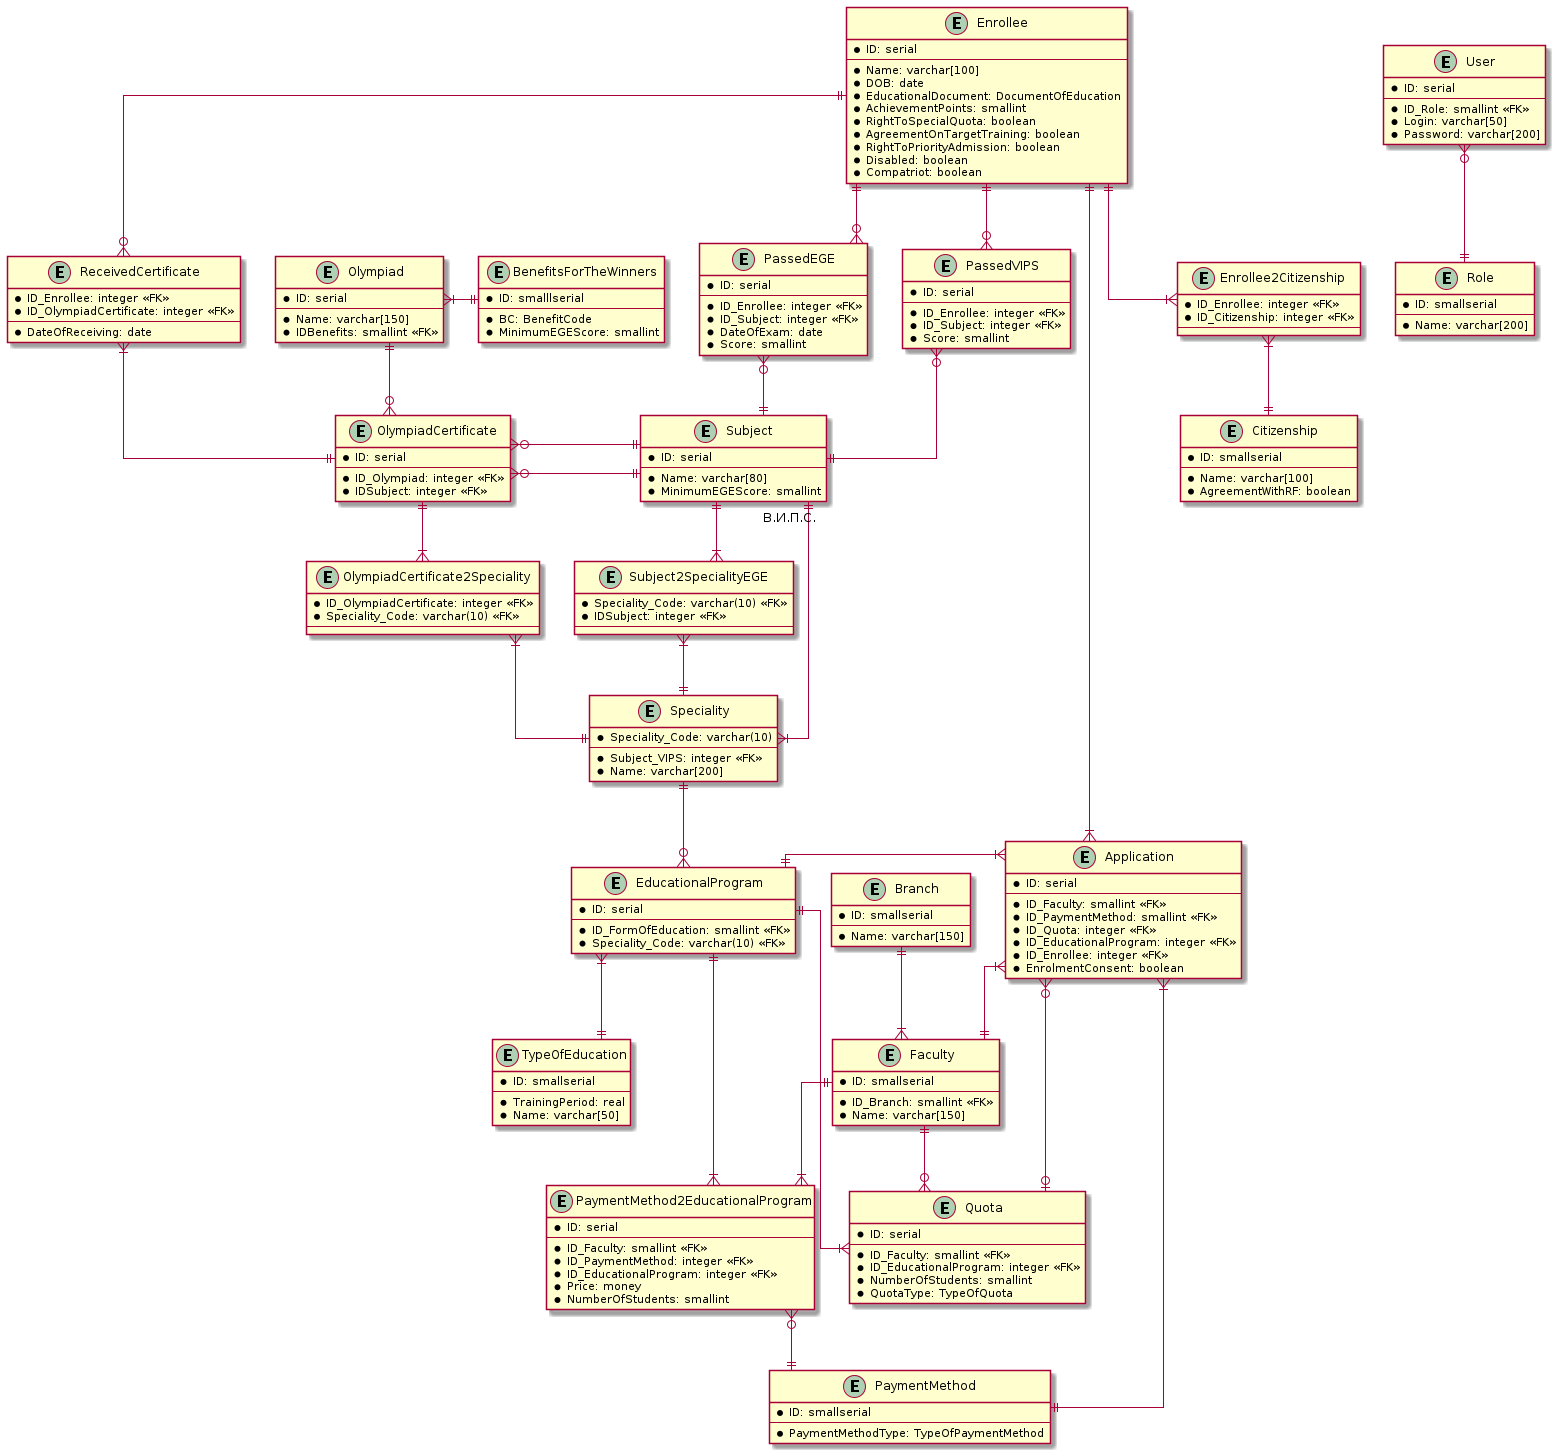 E Enrollee
ID: serial
Name: varchar[100]
DOB: date
EducationalDocument: DocumentOfEducation
AchievementPoints: smallint
RightToSpecialQuota: boolean
AgreementOnTargetTraining: boolean
RightToPriorityAdmission: boolean
Disabled: boolean
Compatriot: boolean
E User
ID: serial
ID_Role: smallint «FK»
Login: varchar[50]
Password: varchar[200]
E ReceivedCertificate
ID_Enrollee: integer «FK»
ID_OlympiadCertificate: integer «FK»
DateOfReceiving: date
E Olympiad
ID: serial
Name: varchar[150]
IDBenefits: smallint «FK»
E BenefitsForTheWinners
ID: smalllserial
BC: BenefitCode
MinimumEGEScore: smallint
E PassedEGE
ID: serial
ID_Enrollee: integer «FK»
ID_Subject: integer «FK»
DateOfExam: date
Score: smallint
E PassedVIPS
ID: serial
ID_Enrollee: integer «FK»
ID_Subject: integer «FK»
Score: smallint
E Enrollee2Citizenship
ID_Enrollee: integer «FK»
ID_Citizenship: integer «FK»
E Role
ID: smallserial
Name: varchar[200]
E OlympiadCertificate
ID: serial
ID_Olympiad: integer «FK»
IDSubject: integer «FK»
E Subject
ID: serial
Name: varchar[80]
MinimumEGEScore: smallint
В.И.П.С.
E Citizenship
ID: smallserial
Name: varchar[100]
AgreementWithRF: boolean
E OlympiadCertificate2Speciality
ID_OlympiadCertificate: integer «FK»
Speciality_Code: varchar(10) «FK»
E Subject2SpecialityEGE
Speciality_Code: varchar(10) «FK»
IDSubject: integer «FK»
E Speciality
Speciality_Code: varchar(10)
Subject_VIPS: integer «FK»
Name: varchar[200]
E Application
ID: serial
ID_Faculty: smallint «FK»
ID_PaymentMethod: smallint «FK»
ID_Quota: integer «FK»
ID_EducationalProgram: integer «FK»
ID_Enrollee: integer «FK»
EnrolmentConsent: boolean
E EducationalProgram
ID: serial
ID_FormOfEducation: smallint «FK»
Speciality_Code: varchar(10) «FK»
E Branch
ID: smallserial
Name: varchar[150]
E TypeOfEducation
ID: smallserial
TrainingPeriod: real
Name: varchar[50]
E Faculty
ID: smallserial
ID_Branch: smallint «FK»
Name: varchar[150]
E PaymentMethod2EducationalProgram
ID: serial
ID_Faculty: smallint «FK»
ID_PaymentMethod: integer «FK»
ID_EducationalProgram: integer «FK»
Price: money
NumberOfStudents: smallint
E Quota
ID: serial
ID_Faculty: smallint «FK»
ID_EducationalProgram: integer «FK»
NumberOfStudents: smallint
QuotaType: TypeOfQuota
E PaymentMethod
ID: smallserial
PaymentMethodType: TypeOfPaymentMethod